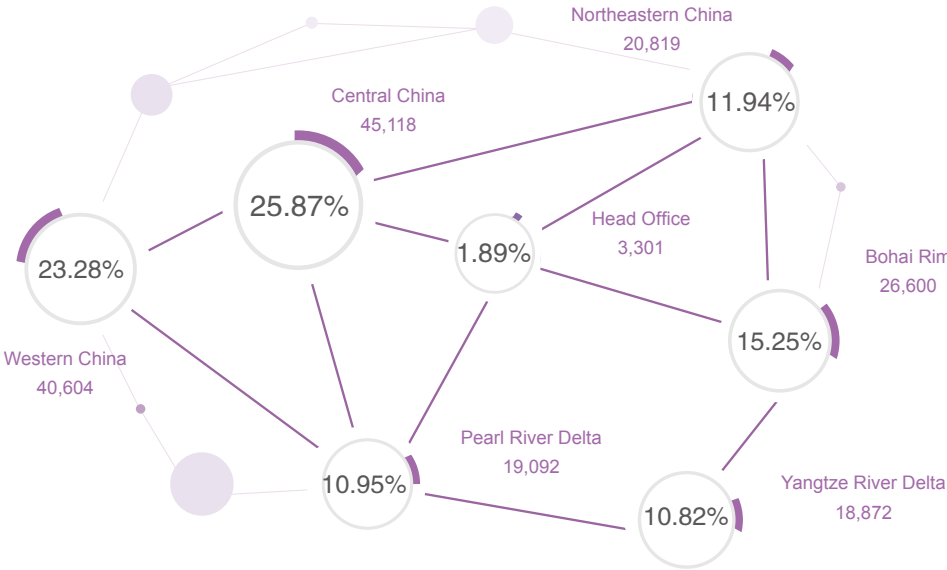 Northeastern China
20,819
11.94%
Central China
45,118
25.87%
Head Office
3,301
1.89%
23.28%
Western China
40,604
Bohai Rim
26,600
15.25%
Pearl River Delta
19,092
10.95%
Yangtze River Delta
18,872
10.82%